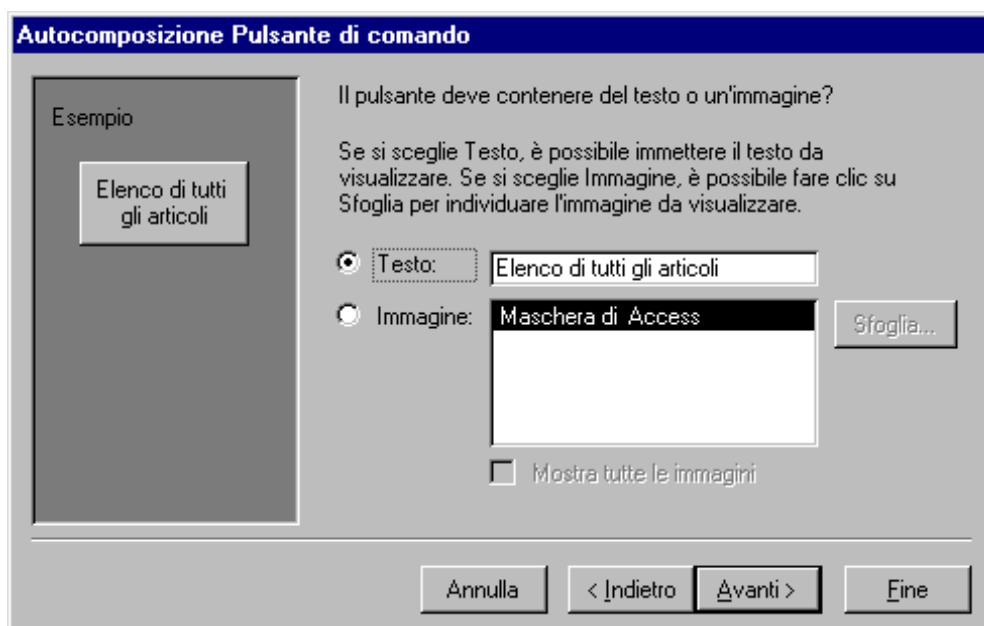 Autocomposizione Pulsante di comando
Esempio
Elenco di tutti
gli articoli
Il pulsante deve contenere del testo o un'immagine?
Se si sceglie Testo, è possibile immettere il testo da
visualizzare. Se si sceglie Immagine, è possibile fare clic su
Sfoglia per individuare l'immagine da visualizzare.
Testo: Elenco di tutti gli articoli
Immagine: Maschera di Access Sfoglia...
Mostra tutte le immagini
Annulla < Indietro Avanti > Fine